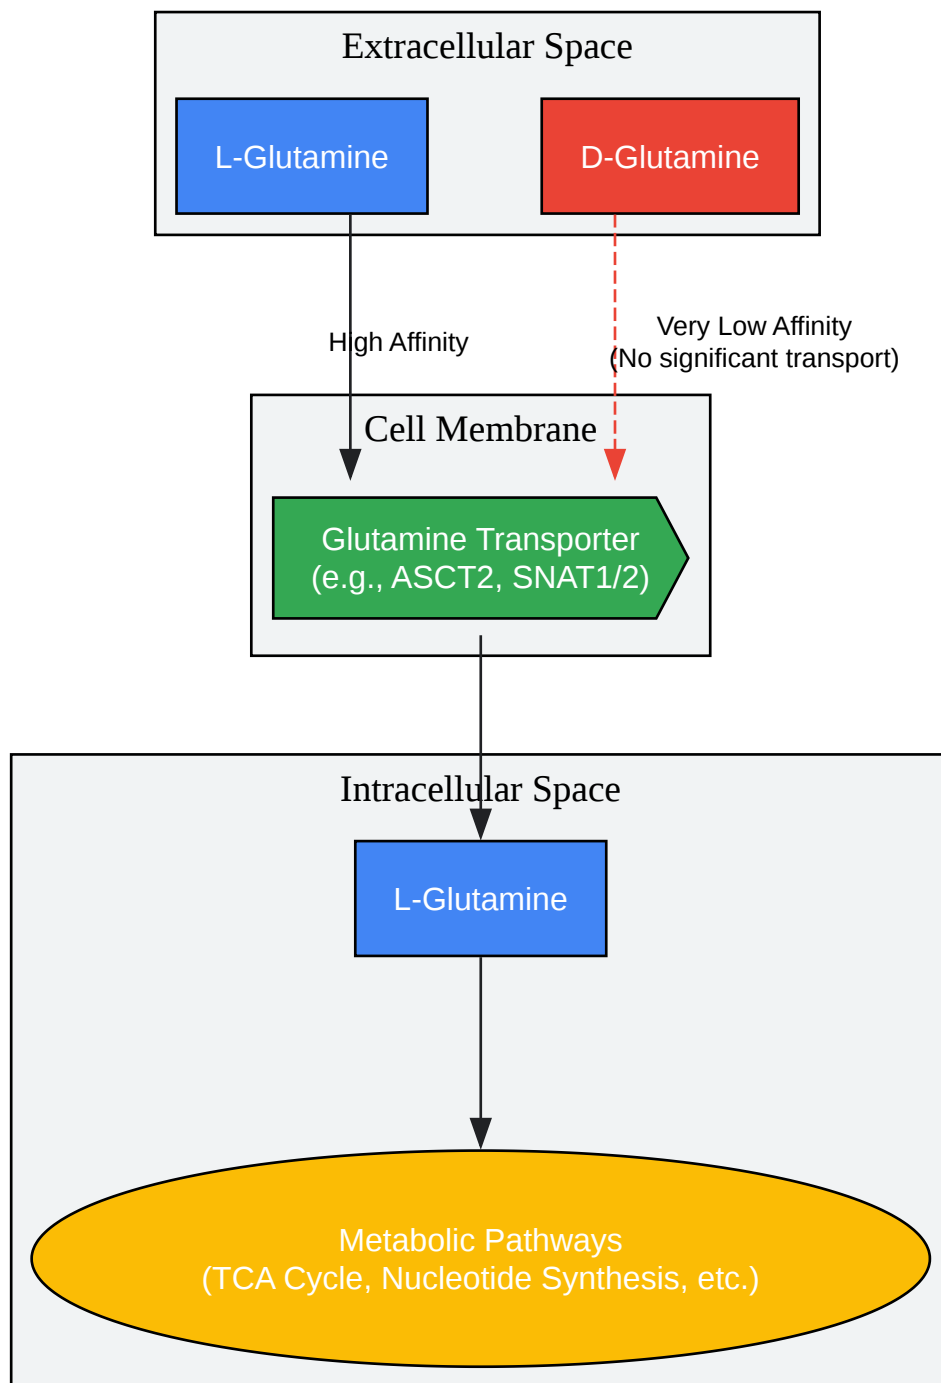 Extracellular Space
L-Glutamine
D-Glutamine
High Affinity
Very Low Affinity
(No significant transport)
Cell Membrane
Glutamine Transporter
(e.g., ASCT2, SNAT1/2)
Intracellular Space
L-Glutamine
Metabolic Pathways
(TCA Cycle, Nucleotide Synthesis, etc.)